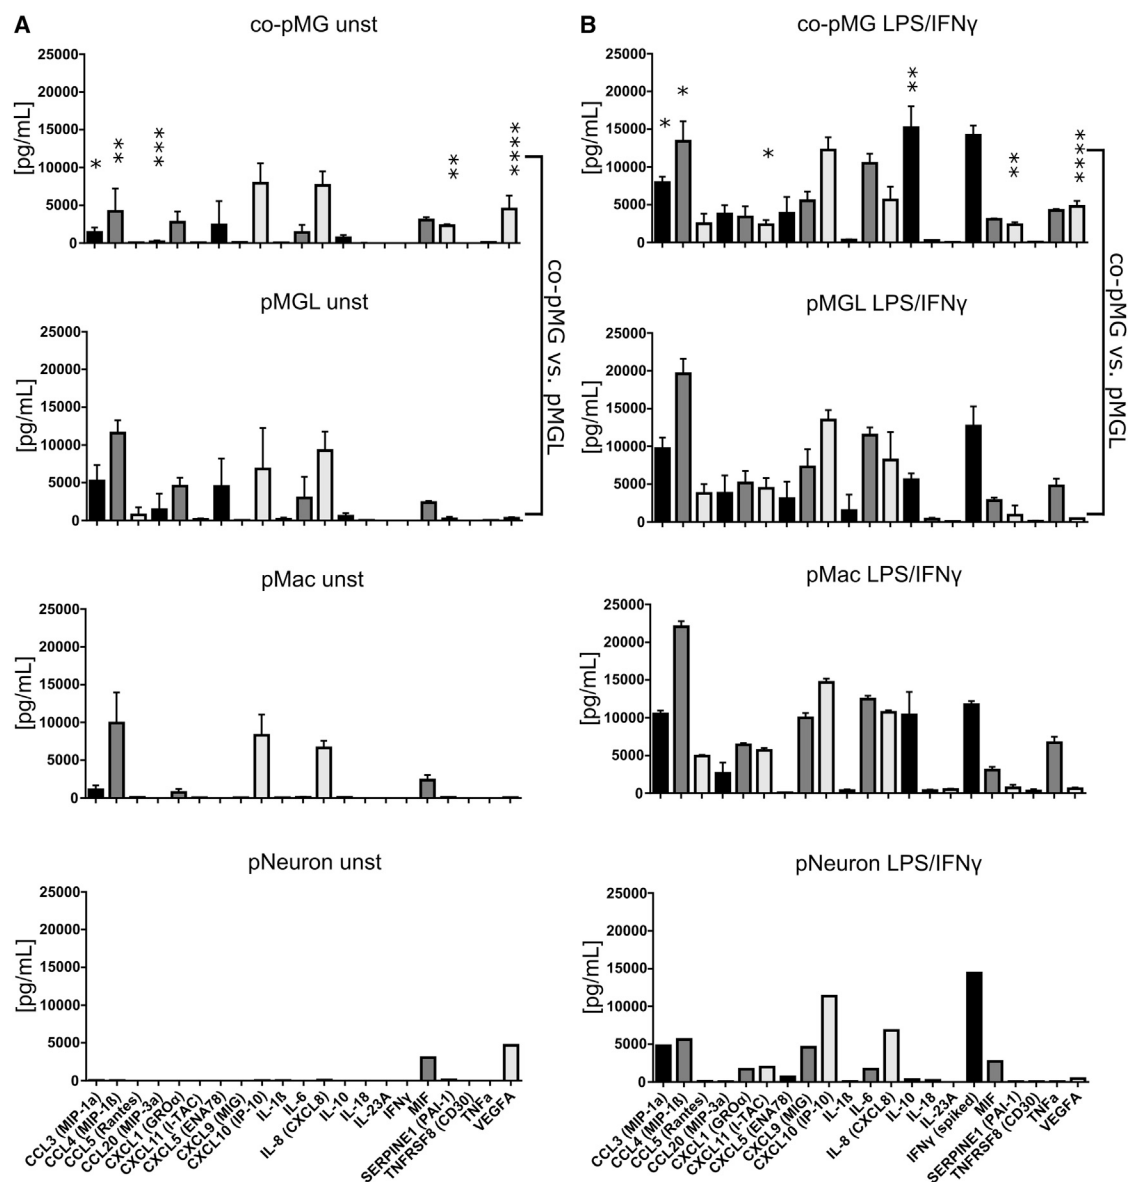 A
co-pMG unst
25000
20000
15000
10000
5000
0
[pg/mL]
*
**
***
**
****
pMGL unst
25000
20000
15000
10000
5000
0
[pg/mL]
co-pMG vs. pMGL
pMac unst
25000
20000
15000
10000
5000
0
[pg/mL]
pNeuron unst
25000
20000
15000
10000
5000
0
[pg/mL]
CCL3 (MIP-1a)
CCL4 (MIP-1ß)
CCL5 (Rantes)
CCL20 (MIP-3a)
CXCL1 (GROα)
CXCL11 (I-TAC)
CXCL5 (ENA78)
CXCL9 (MIG)
CXCL10 (IP-10)
IL-1ß
IL-6
IL-8 (CXCL8)
IL-10
IL-18
IL-23A
IFNγ
MIF
SERPINE1 (PAI-1)
TNFRSF8 (CD30)
TNFa
VEGFA
B
co-pMG LPS/IFNγ
25000
20000
15000
10000
5000
0
[pg/mL]
*
*
*
**
**
****
pMGL LPS/IFNγ
25000
20000
15000
10000
5000
0
[pg/mL]
co-pMG vs. pMGL
pMac LPS/IFNγ
25000
20000
15000
10000
5000
0
[pg/mL]
pNeuron LPS/IFNγ
25000
20000
15000
10000
5000
0
[pg/mL]
CCL3 (MIP-1a)
CCL4 (MIP-1ß)
CCL5 (Rantes)
CCL20 (MIP-3a)
CXCL1 (GROα)
CXCL11 (I-TAC)
CXCL5 (ENA78)
CXCL9 (MIG)
CXCL10 (IP-10)
IL-1ß
IL-6
IL-8 (CXCL8)
IL-10
IL-18
IL-23A
IFNγ (spiked)
MIF
SERPINE1 (PAI-1)
TNFRSF8 (CD30)
TNFa
VEGFA